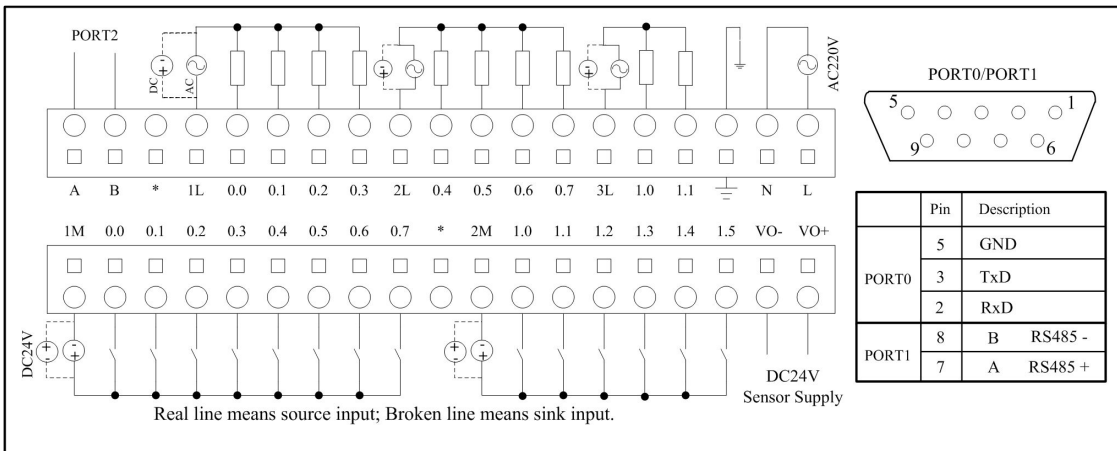 PORT2
DC
AC
AC220V
A B * 1L 0.0 0.1 0.2 0.3 2L 0.4 0.5 0.6 0.7 3L 1.0 1.1 N L
1M 0.0 0.1 0.2 0.3 0.4 0.5 0.6 0.7 * 2M 1.0 1.1 1.2 1.3 1.4 1.5 VO- VO+
DC24V
DC24V
Sensor Supply
Real line means source input; Broken line means sink input.
PORT0/PORT1
5 1
9 6
Pin Description
PORT0
5 GND
3 TxD
2 RxD
PORT1
8 B RS485 -
7 A RS485 +